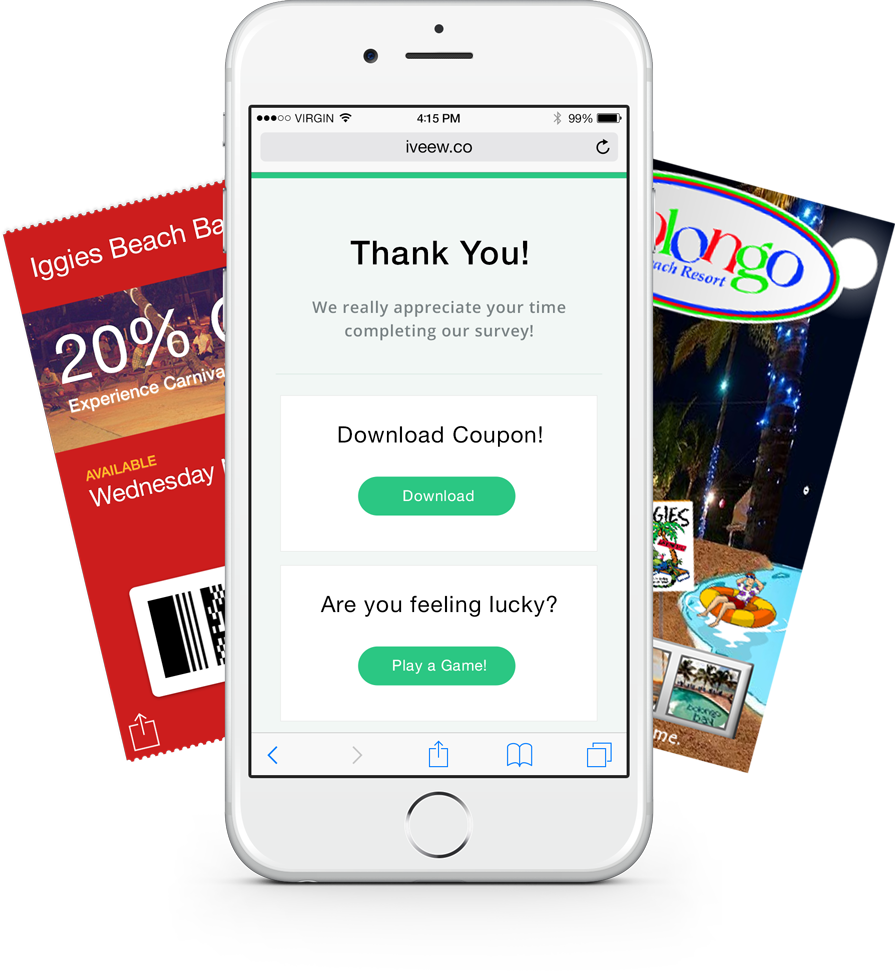 VIRGIN
4:15 PM
99%
iveew.co
Thank You!
We really appreciate your time
completing our survey!
Download Coupon!
Download
Are you feeling lucky?
Play a Game!
Iggies Beach Ba
20%
Experience Carniva
AVAILABLE
Wednesday
olongo
ach Resort
GIES
bolongo
bay
me.